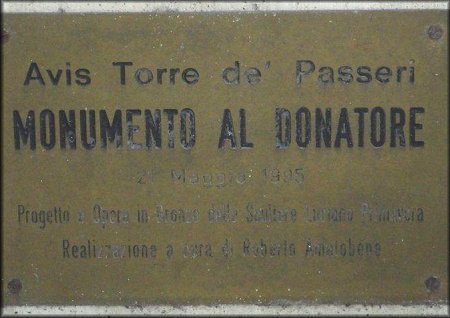 Avis Torre de' Passeri
MONUMENTO AL DONATORE
Maggio 1995
Progetto e Opera in Bronzo dello Scultore Luciano Primavera
Realizzazione a cura di Roberto